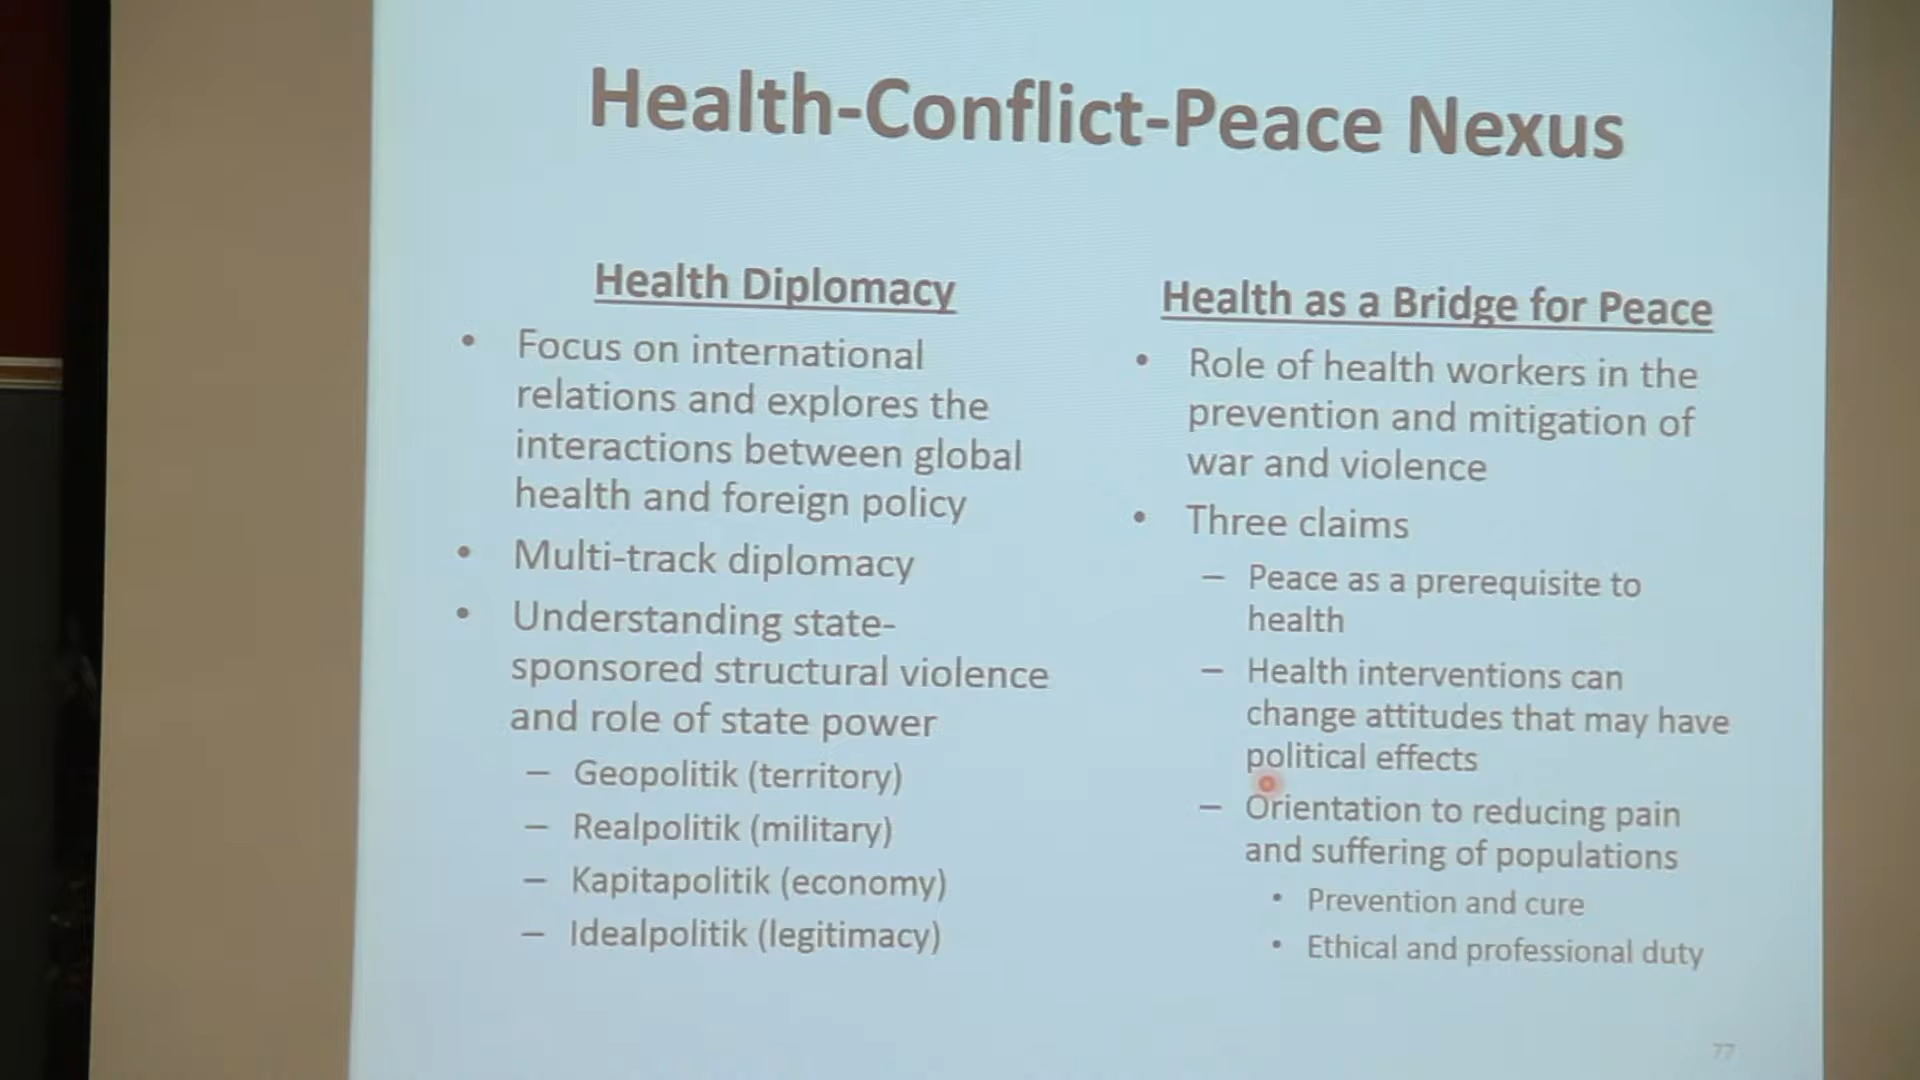 Health-Conflict-Peace Nexus
Health Diplomacy
• Focus on international
relations and explores the
interactions between global
health and foreign policy
• Multi-track diplomacy
• Understanding state-
sponsored structural violence
and role of state power
– Geopolitik (territory)
– Realpolitik (military)
– Kapitapolitik (economy)
– Idealpolitik (legitimacy)
Health as a Bridge for Peace
• Role of health workers in the
prevention and mitigation of
war and violence
• Three claims
– Peace as a prerequisite to
health
– Health interventions can
change attitudes that may have
political effects
– Orientation to reducing pain
and suffering of populations
• Prevention and cure
• Ethical and professional duty
77